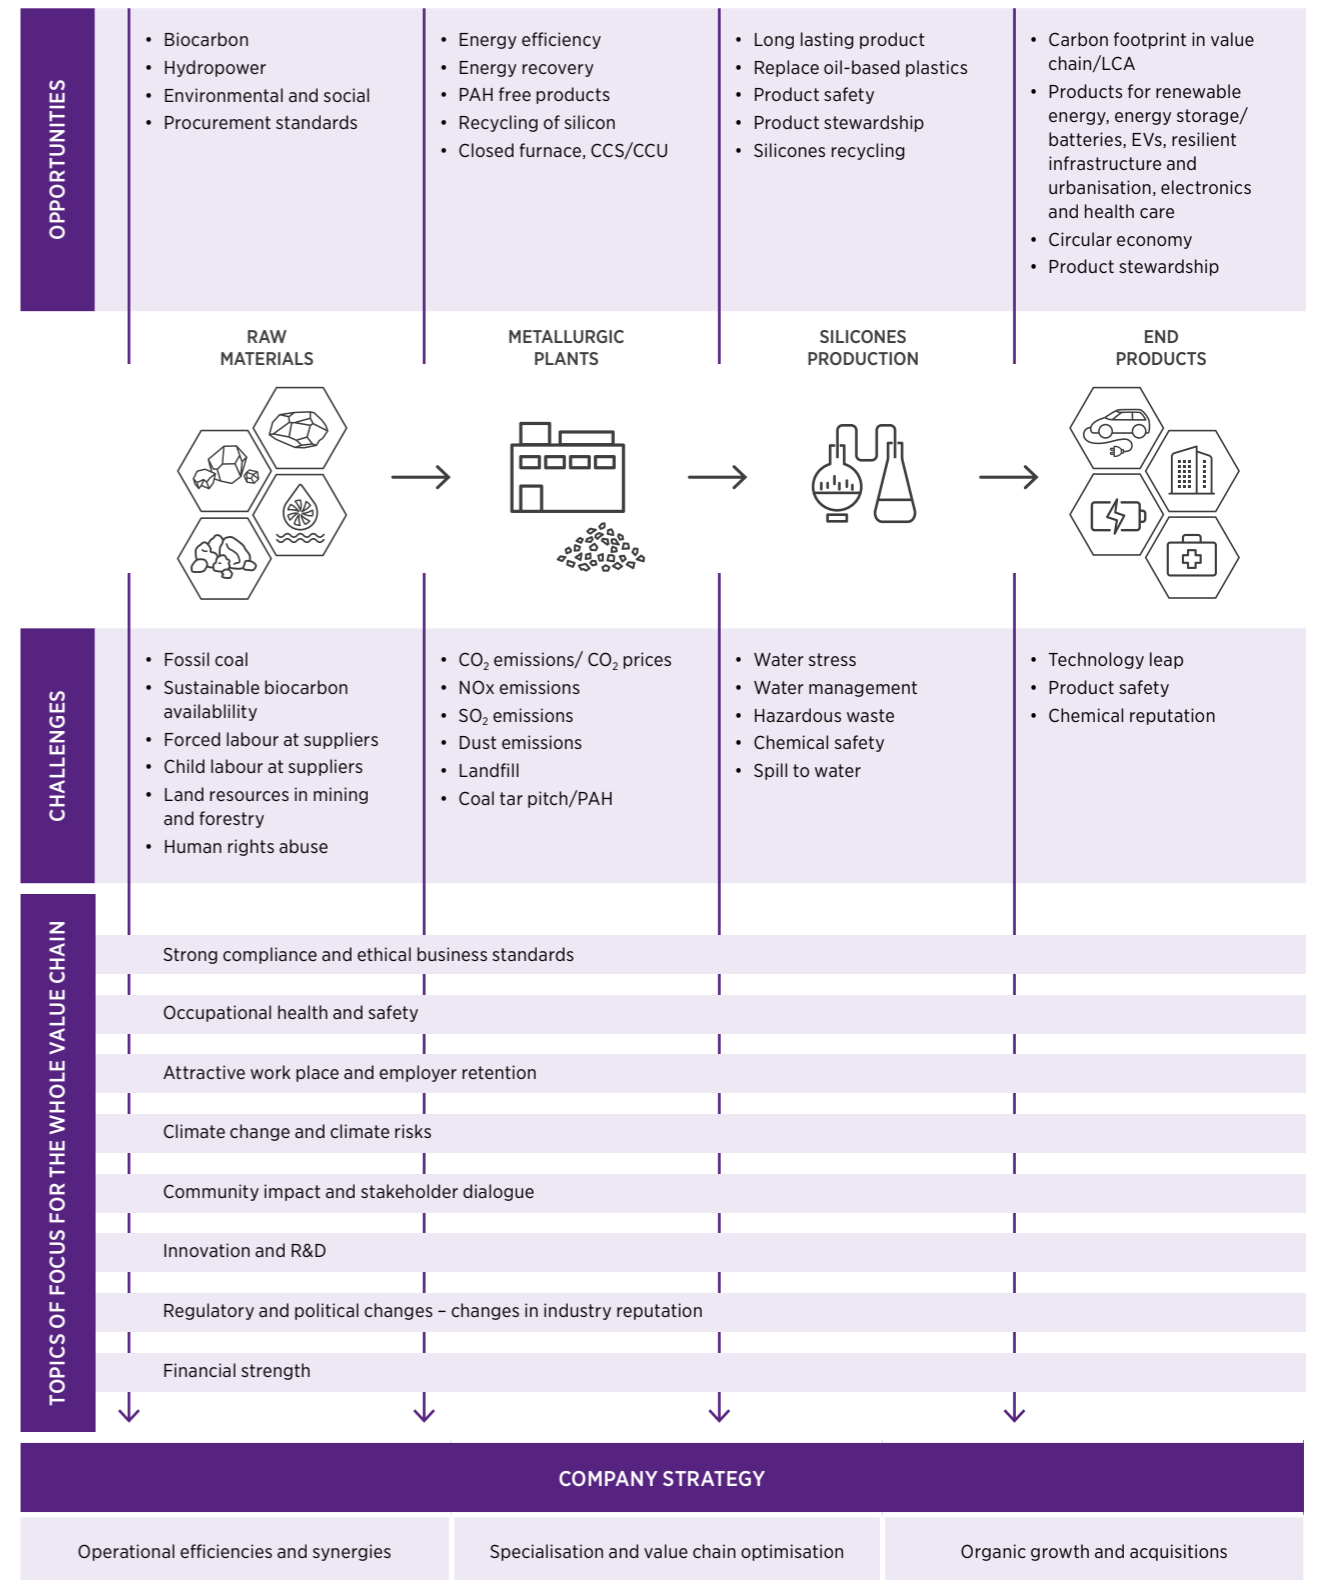 OPPORTUNITIES
• Biocarbon
• Hydropower
• Environmental and social
• Procurement standards
• Energy efficiency
• Energy recovery
• PAH free products
• Recycling of silicon
• Closed furnace, CCS/CCU
• Long lasting product
• Replace oil-based plastics
• Product safety
• Product stewardship
• Silicones recycling
• Carbon footprint in value
chain/LCA
• Products for renewable
energy, energy storage/
batteries, EVs, resilient
infrastructure and
urbanisation, electronics
and health care
• Circular economy
• Product stewardship
RAW
MATERIALS
METALLURGIC
PLANTS
SILICONES
PRODUCTION
END
PRODUCTS
CHALLENGES
• Fossil coal
• Sustainable biocarbon
availablility
• Forced labour at suppliers
• Child labour at suppliers
• Land resources in mining
and forestry
• Human rights abuse
• CO₂ emissions/ CO₂ prices
• NOx emissions
• SO₂ emissions
• Dust emissions
• Landfill
• Coal tar pitch/PAH
• Water stress
• Water management
• Hazardous waste
• Chemical safety
• Spill to water
• Technology leap
• Product safety
• Chemical reputation
TOPICS OF FOCUS FOR THE WHOLE VALUE CHAIN
Strong compliance and ethical business standards
Occupational health and safety
Attractive work place and employer retention
Climate change and climate risks
Community impact and stakeholder dialogue
Innovation and R&D
Regulatory and political changes – changes in industry reputation
Financial strength
COMPANY STRATEGY
Operational efficiencies and synergies
Specialisation and value chain optimisation
Organic growth and acquisitions